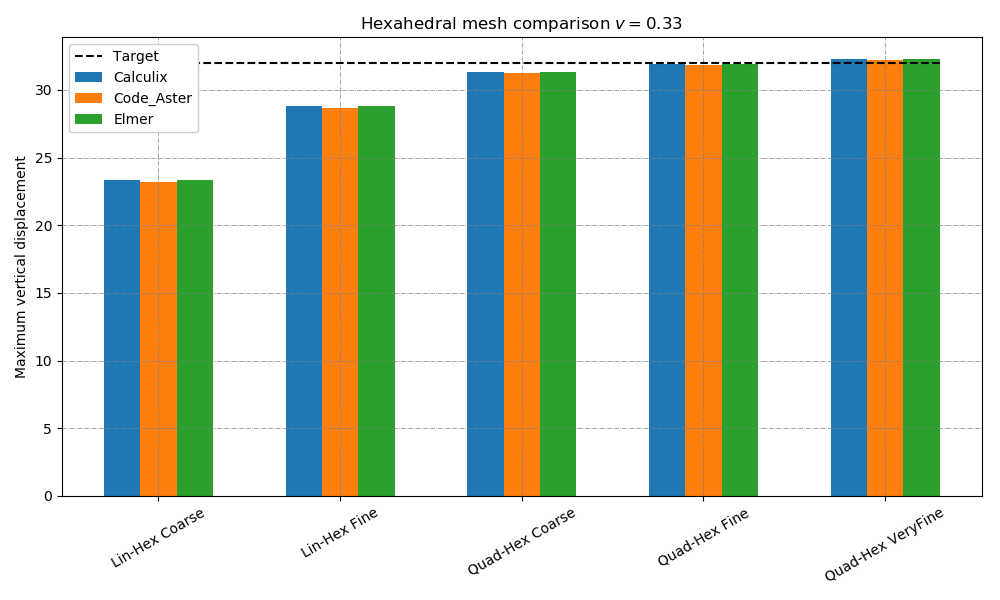 Hexahedral mesh comparison v = 0.33
Target
Calculix
Code_Aster
Elmer
Maximum vertical displacement
30
25
20
15
10
5
0
Lin-Hex Coarse
Lin-Hex Fine
Quad-Hex Coarse
Quad-Hex Fine
Quad-Hex VeryFine